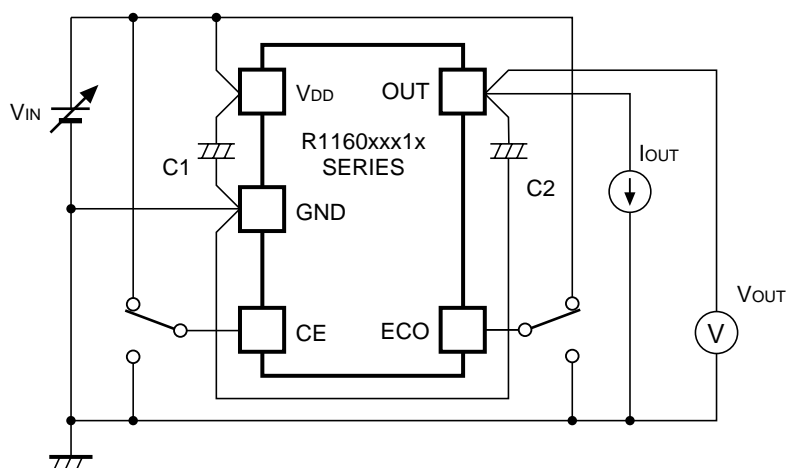 VDD
OUT
VIN
R1160xxx1x
SERIES
IOUT
C1
C2
GND
VOUT
CE
ECO
V